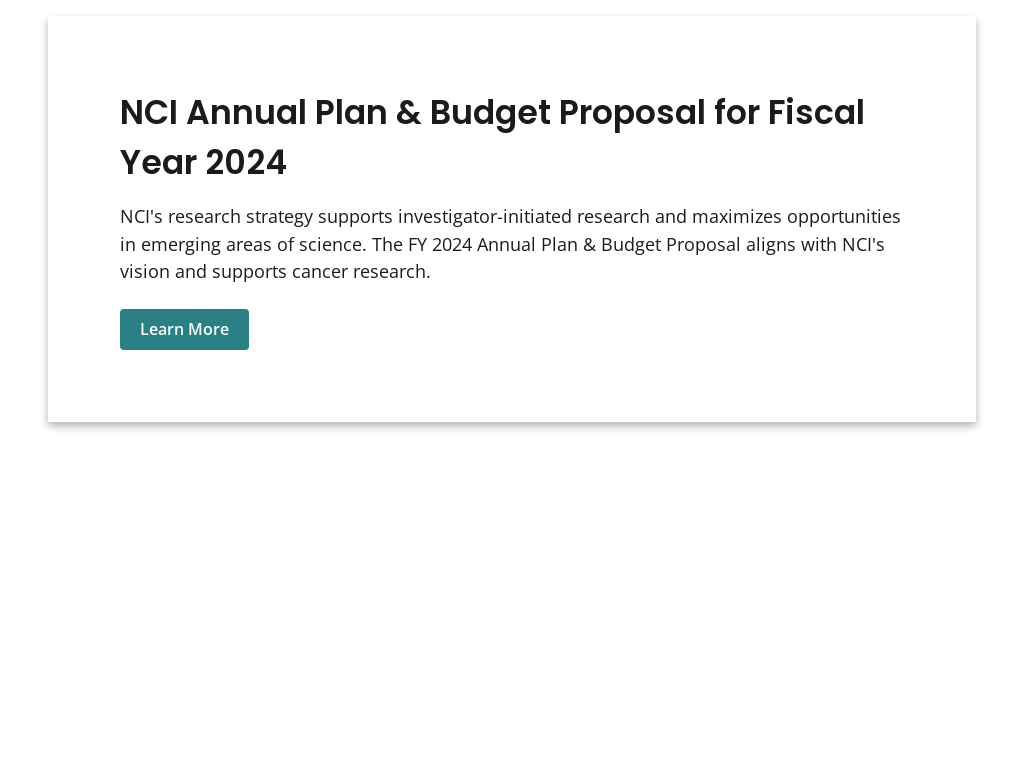 NCI Annual Plan & Budget Proposal for Fiscal
Year 2024
NCI's research strategy supports investigator-initiated research and maximizes opportunities
in emerging areas of science. The FY 2024 Annual Plan & Budget Proposal aligns with NCI's
vision and supports cancer research.
Learn More